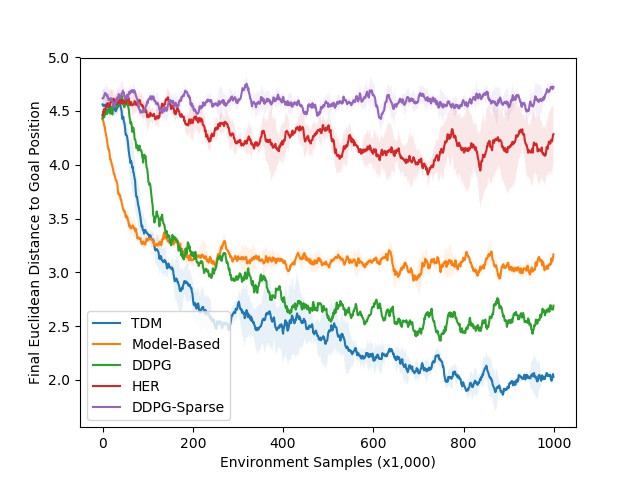 5.0
4.5
4.0
3.5
3.0
2.5
2.0
Final Euclidean Distance to Goal Position
TDM
Model-Based
DDPG
HER
DDPG-Sparse
0 200 400 600 800 1000
Environment Samples (x1,000)